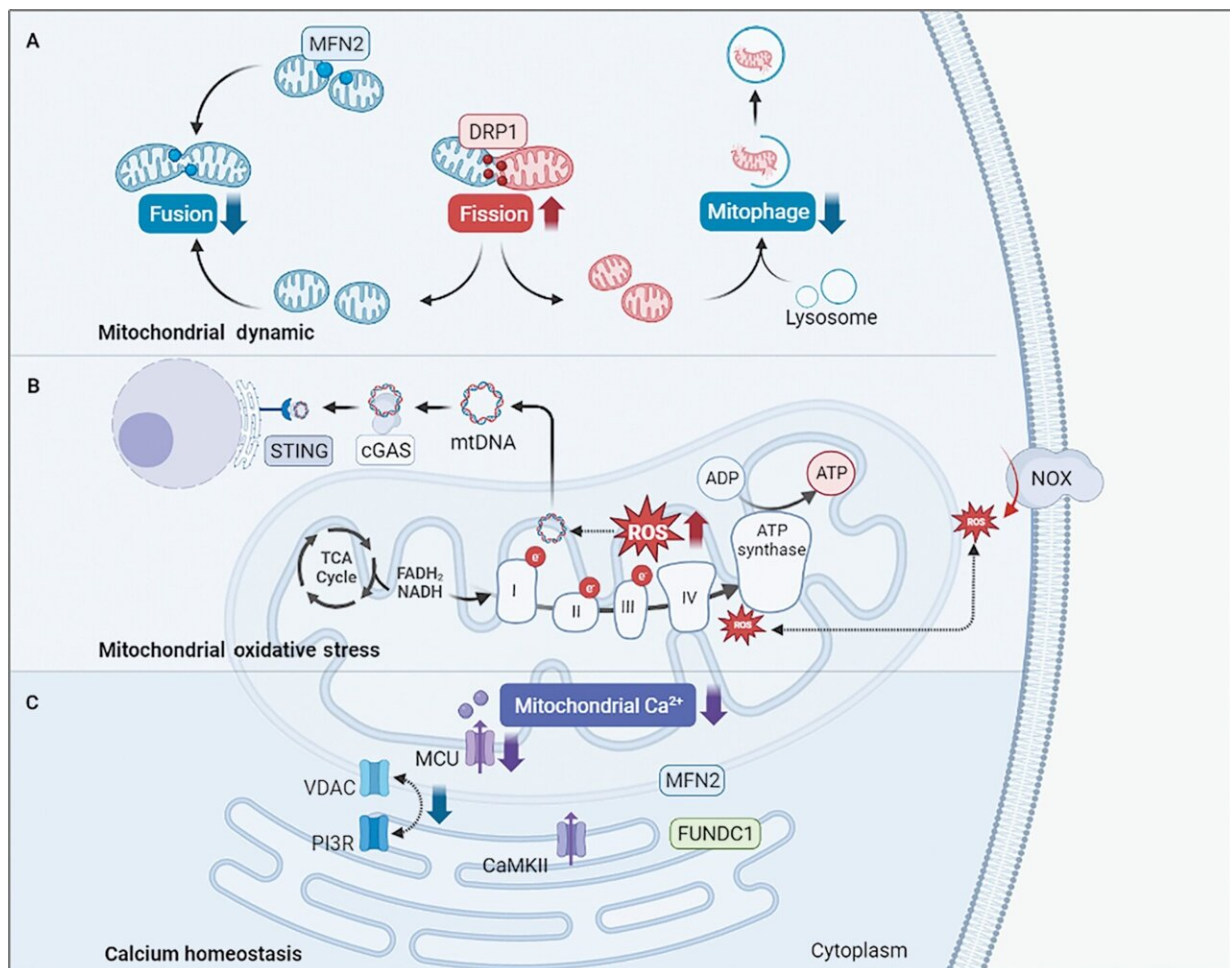 A
MFN2
DRP1
Fusion
Fission
Mitophage
Lysosome
Mitochondrial dynamic
B
STING
cGAS
mtDNA
ADP
ATP
NOX
ROS
ROS
ATP
synthase
TCA
Cycle
FADH₂
NADH
e⁻
e⁻
e⁻
I
II
III
IV
ROS
Mitochondrial oxidative stress
C
Mitochondrial Ca²⁺
MCU
VDAC
MFN2
PI3R
CaMKII
FUNDC1
Calcium homeostasis
Cytoplasm